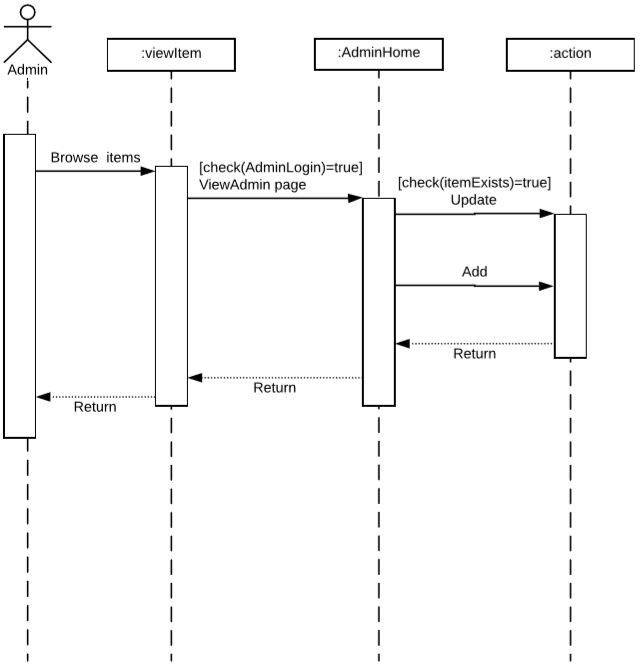 Admin
:viewItem
:AdminHome
:action
Browse items
[check(AdminLogin)=true]
ViewAdmin page
[check(itemExists)=true]
Update
Add
Return
Return
Return